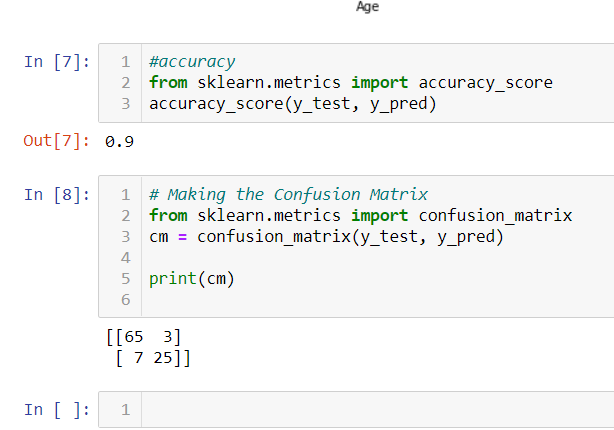 Age
In [7]:
1 #accuracy
2 from sklearn.metrics import accuracy_score
3 accuracy_score(y_test, y_pred)
Out[7]: 0.9
In [8]:
1 # Making the Confusion Matrix
2 from sklearn.metrics import confusion_matrix
3 cm = confusion_matrix(y_test, y_pred)
4
5 print(cm)
6
[[65  3]
 [ 7 25]]
In [ ]: 1